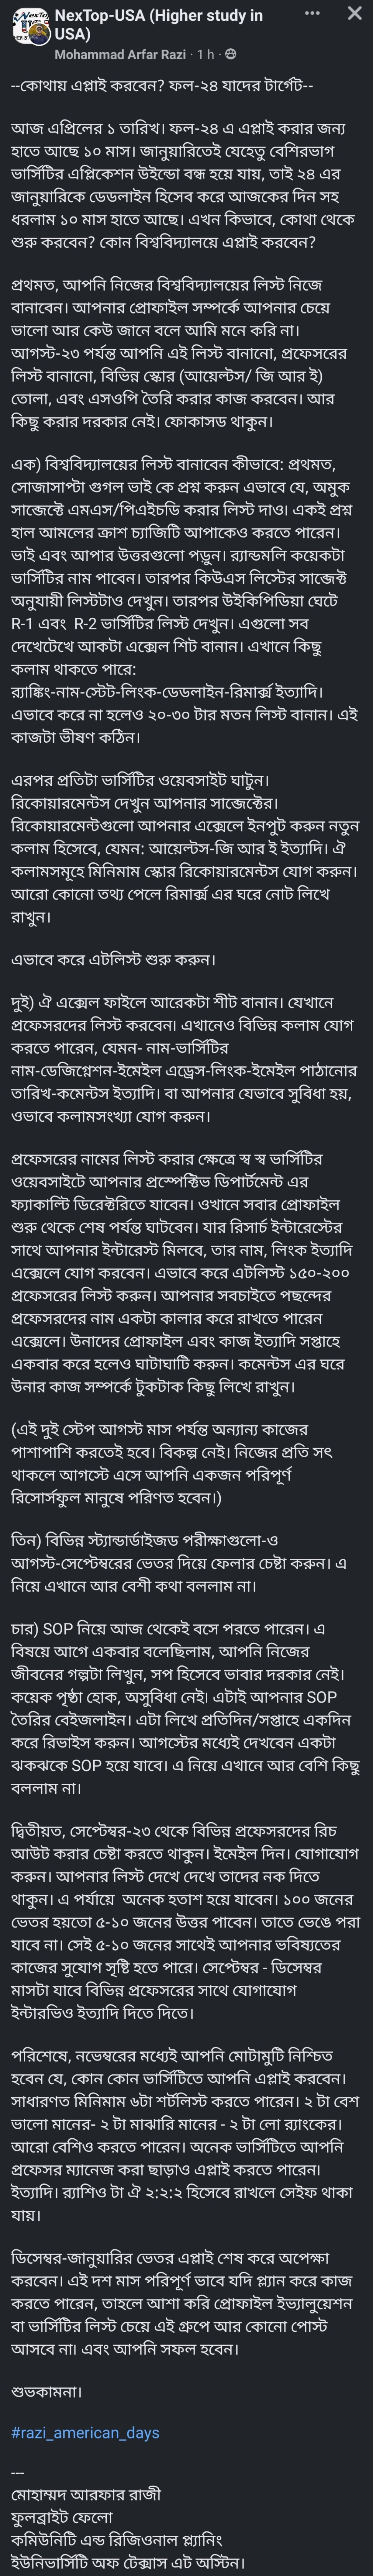 NexTop-USA (Higher study in
USA)
Mohammad Arfar Razi · 1 h ·
--কোথায় এপ্লাই করবেন? ফল-২৪ যাদের টার্গেট--
আজ এপ্রিলের ১ তারিখ। ফল-২৪ এ এপ্লাই করার জন্য
হাতে আছে ১০ মাস। জানুয়ারিতেই যেহেতু বেশিরভাগ
ভার্সিটির এপ্লিকেশন উইন্ডো বন্ধ হয়ে যায়, তাই ২৪ এর
জানুয়ারিকে ডেডলাইন হিসেব করে আজকের দিন সহ
ধরলাম ১০ মাস হাতে আছে। এখন কিভাবে, কোথা থেকে
শুরু করবেন? কোন বিশ্ববিদ্যালয়ে এপ্লাই করবেন?
প্রথমত, আপনি নিজের বিশ্ববিদ্যালয়ের লিস্ট নিজে
বানাবেন। আপনার প্রোফাইল সম্পর্কে আপনার চেয়ে
ভালো আর কেউ জানে বলে আমি মনে করি না।
আগস্ট-২৩ পর্যন্ত আপনি এই লিস্ট বানানো, প্রফেসরের
লিস্ট বানানো, বিভিন্ন স্কোর (আয়েল্টস/ জি আর ই)
তোলা, এবং এসওপি তৈরি করার কাজ করবেন। আর
কিছু করার দরকার নেই। ফোকাসড থাকুন।
এক) বিশ্ববিদ্যালয়ের লিস্ট বানাবেন কীভাবে: প্রথমত,
সোজাসাপ্টা গুগল ভাই কে প্রশ্ন করুন এভাবে যে, অমুক
সাব্জেক্টে এমএস/পিএইচডি করার লিস্ট দাও। একই প্রশ্ন
হাল আমলের ক্রাশ চ্যাজিটি আপাকেও করতে পারেন।
ভাই এবং আপার উত্তরগুলো পড়ুন। র‍্যান্ডমলি কয়েকটা
ভার্সিটির নাম পাবেন। তারপর কিউএস লিস্টের সাব্জেক্ট
অনুযায়ী লিস্টটাও দেখুন। তারপর উইকিপিডিয়া ঘেটে
R-1 এবং R-2 ভার্সিটির লিস্ট দেখুন। এগুলো সব
দেখেটেখে আকটা এক্সেল শিট বানান। এখানে কিছু
কলাম থাকতে পারে:
র‍্যাঙ্কিং-নাম-স্টেট-লিংক-ডেডলাইন-রিমার্ক্স ইত্যাদি।
এভাবে করে না হলেও ২০-৩০ টার মতন লিস্ট বানান। এই
কাজটা ভীষণ কঠিন।
এরপর প্রতিটা ভার্সিটির ওয়েবসাইট ঘাটুন।
রিকোয়ারমেন্টস দেখুন আপনার সাব্জেক্টের।
রিকোয়ারমেন্টগুলো আপনার এক্সেলে ইনপুট করুন নতুন
কলাম হিসেবে, যেমন: আয়েল্টস-জি আর ই ইত্যাদি। ঐ
কলামসমূহে মিনিমাম স্কোর রিকোয়ারমেন্টস যোগ করুন।
আরো কোনো তথ্য পেলে রিমার্ক্স এর ঘরে নোট লিখে
রাখুন।
এভাবে করে এটলিস্ট শুরু করুন।
দুই) ঐ এক্সেল ফাইলে আরেকটা শীট বানান। যেখানে
প্রফেসরদের লিস্ট করবেন। এখানেও বিভিন্ন কলাম যোগ
করতে পারেন, যেমন- নাম-ভার্সিটির
নাম-ডেজিগ্নেশন-ইমেইল এড্রেস-লিংক-ইমেইল পাঠানোর
তারিখ-কমেন্টস ইত্যাদি। বা আপনার যেভাবে সুবিধা হয়,
ওভাবে কলামসংখ্যা যোগ করুন।
প্রফেসরের নামের লিস্ট করার ক্ষেত্রে স্ব স্ব ভার্সিটির
ওয়েবসাইটে আপনার প্রস্পেক্টিভ ডিপার্টমেন্ট এর
ফ্যাকাল্টি ডিরেক্টরিতে যাবেন। ওখানে সবার প্রোফাইল
শুরু থেকে শেষ পর্যন্ত ঘাটবেন। যার রিসার্চ ইন্টারেস্টের
সাথে আপনার ইন্টারেস্ট মিলবে, তার নাম, লিংক ইত্যাদি
এক্সেলে যোগ করবেন। এভাবে করে এটলিস্ট ১৫০-২০০
প্রফেসরের লিস্ট করুন। আপনার সবচাইতে পছন্দের
প্রফেসরদের নাম একটা কালার করে রাখতে পারেন
এক্সেলে। উনাদের প্রোফাইল এবং কাজ ইত্যাদি সপ্তাহে
একবার করে হলেও ঘাটাঘাটি করুন। কমেন্টস এর ঘরে
উনার কাজ সম্পর্কে টুকটাক কিছু লিখে রাখুন।
(এই দুই স্টেপ আগস্ট মাস পর্যন্ত অন্যান্য কাজের
পাশাপাশি করতেই হবে। বিকল্প নেই। নিজের প্রতি সৎ
থাকলে আগস্টে এসে আপনি একজন পরিপূর্ণ
রিসোর্সফুল মানুষে পরিণত হবেন।)
তিন) বিভিন্ন স্ট্যান্ডার্ডাইজড পরীক্ষাগুলো-ও
আগস্ট-সেপ্টেম্বরের ভেতর দিয়ে ফেলার চেষ্টা করুন। এ
নিয়ে এখানে আর বেশী কথা বললাম না।
চার) SOP নিয়ে আজ থেকেই বসে পরতে পারেন। এ
বিষয়ে আগে একবার বলেছিলাম, আপনি নিজের
জীবনের গল্পটা লিখুন, সপ হিসেবে ভাবার দরকার নেই।
কয়েক পৃষ্ঠা হোক, অসুবিধা নেই। এটাই আপনার SOP
তৈরির বেইজলাইন। এটা লিখে প্রতিদিন/সপ্তাহে একদিন
করে রিভাইস করুন। আগস্টের মধ্যেই দেখবেন একটা
ঝকঝকে SOP হয়ে যাবে। এ নিয়ে এখানে আর বেশি কিছু
বললাম না।
দ্বিতীয়ত, সেপ্টেম্বর-২৩ থেকে বিভিন্ন প্রফেসরদের রিচ
আউট করার চেষ্টা করতে থাকুন। ইমেইল দিন। যোগাযোগ
করুন। আপনার লিস্ট দেখে দেখে তাদের নক দিতে
থাকুন। এ পর্যায়ে অনেক হতাশ হয়ে যাবেন। ১০০ জনের
ভেতর হয়তো ৫-১০ জনের উত্তর পাবেন। তাতে ভেঙে পরা
যাবে না। সেই ৫-১০ জনের সাথেই আপনার ভবিষ্যতের
কাজের সুযোগ সৃষ্টি হতে পারে। সেপ্টেম্বর - ডিসেম্বর
মাসটা যাবে বিভিন্ন প্রফেসরের সাথে যোগাযোগ
ইন্টারভিও ইত্যাদি দিতে দিতে।
পরিশেষে, নভেম্বরের মধ্যেই আপনি মোটামুটি নিশ্চিত
হবেন যে, কোন কোন ভার্সিটিতে আপনি এপ্লাই করবেন।
সাধারণত মিনিমাম ৬টা শর্টলিস্ট করতে পারেন। ২ টা বেশ
ভালো মানের- ২ টা মাঝারি মানের - ২ টা লো র‍্যাংকের।
আরো বেশিও করতে পারেন। অনেক ভার্সিটিতে আপনি
প্রফেসর ম্যানেজ করা ছাড়াও এপ্লাই করতে পারেন।
ইত্যাদি। র‍্যাশিও টা ঐ ২:২:২ হিসেবে রাখলে সেইফ থাকা
যায়।
ডিসেম্বর-জানুয়ারির ভেতর এপ্লাই শেষ করে অপেক্ষা
করবেন। এই দশ মাস পরিপূর্ণ ভাবে যদি প্ল্যান করে কাজ
করতে পারেন, তাহলে আশা করি প্রোফাইল ইভ্যালুয়েশন
বা ভার্সিটির লিস্ট চেয়ে এই গ্রুপে আর কোনো পোস্ট
আসবে না। এবং আপনি সফল হবেন।
শুভকামনা।
#razi_american_days
---
মোহাম্মদ আরফার রাজী
ফুলব্রাইট ফেলো
কমিউনিটি এন্ড রিজিওনাল প্ল্যানিং
ইউনিভার্সিটি অফ টেক্সাস এট অস্টিন।